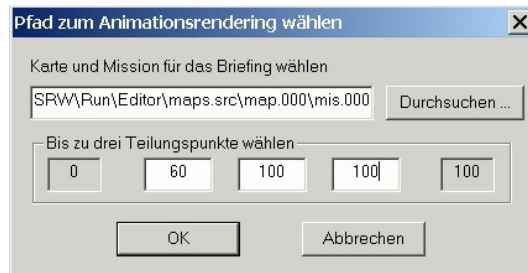 Pfad zum Animationsrendering wählen
Karte und Mission für das Briefing wählen
SRW\Run\Editor\maps.src\map.000\mis.000 Durchsuchen ...
Bis zu drei Teilungspunkte wählen
0 60 100 100 100
OK Abbrechen